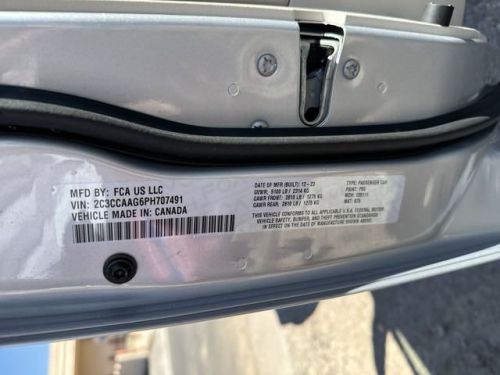 MFD BY: FCA US LLC
VIN: 2C3CCAAG6PH707491
VEHICLE MADE IN: CANADA
DATE OF MFR (BUILT): 12-22
GVWR: 5100 LB / 2314 KG
GAWR FRONT: 2810 LB / 1275 KG
GAWR REAR: 2810 LB / 1275 KG
TYPE: PASSENGER CAR
PAINT:
MDH:
THIS VEHICLE CONFORMS TO ALL APPLICABLE U.S. FEDERAL MOTOR
VEHICLE SAFETY, BUMPER, AND THEFT PREVENTION STANDARDS
IN EFFECT ON THE DATE OF MFR SHOWN ABOVE.